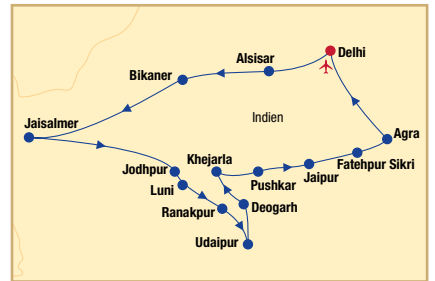 Delhi
Alsisar
Bikaner
Indien
Jaisalmer
Agra
Khejarla
Fatehpur Sikri
Jodhpur
Jaipur
Pushkar
Luni
Ranakpur
Deogarh
Udaipur